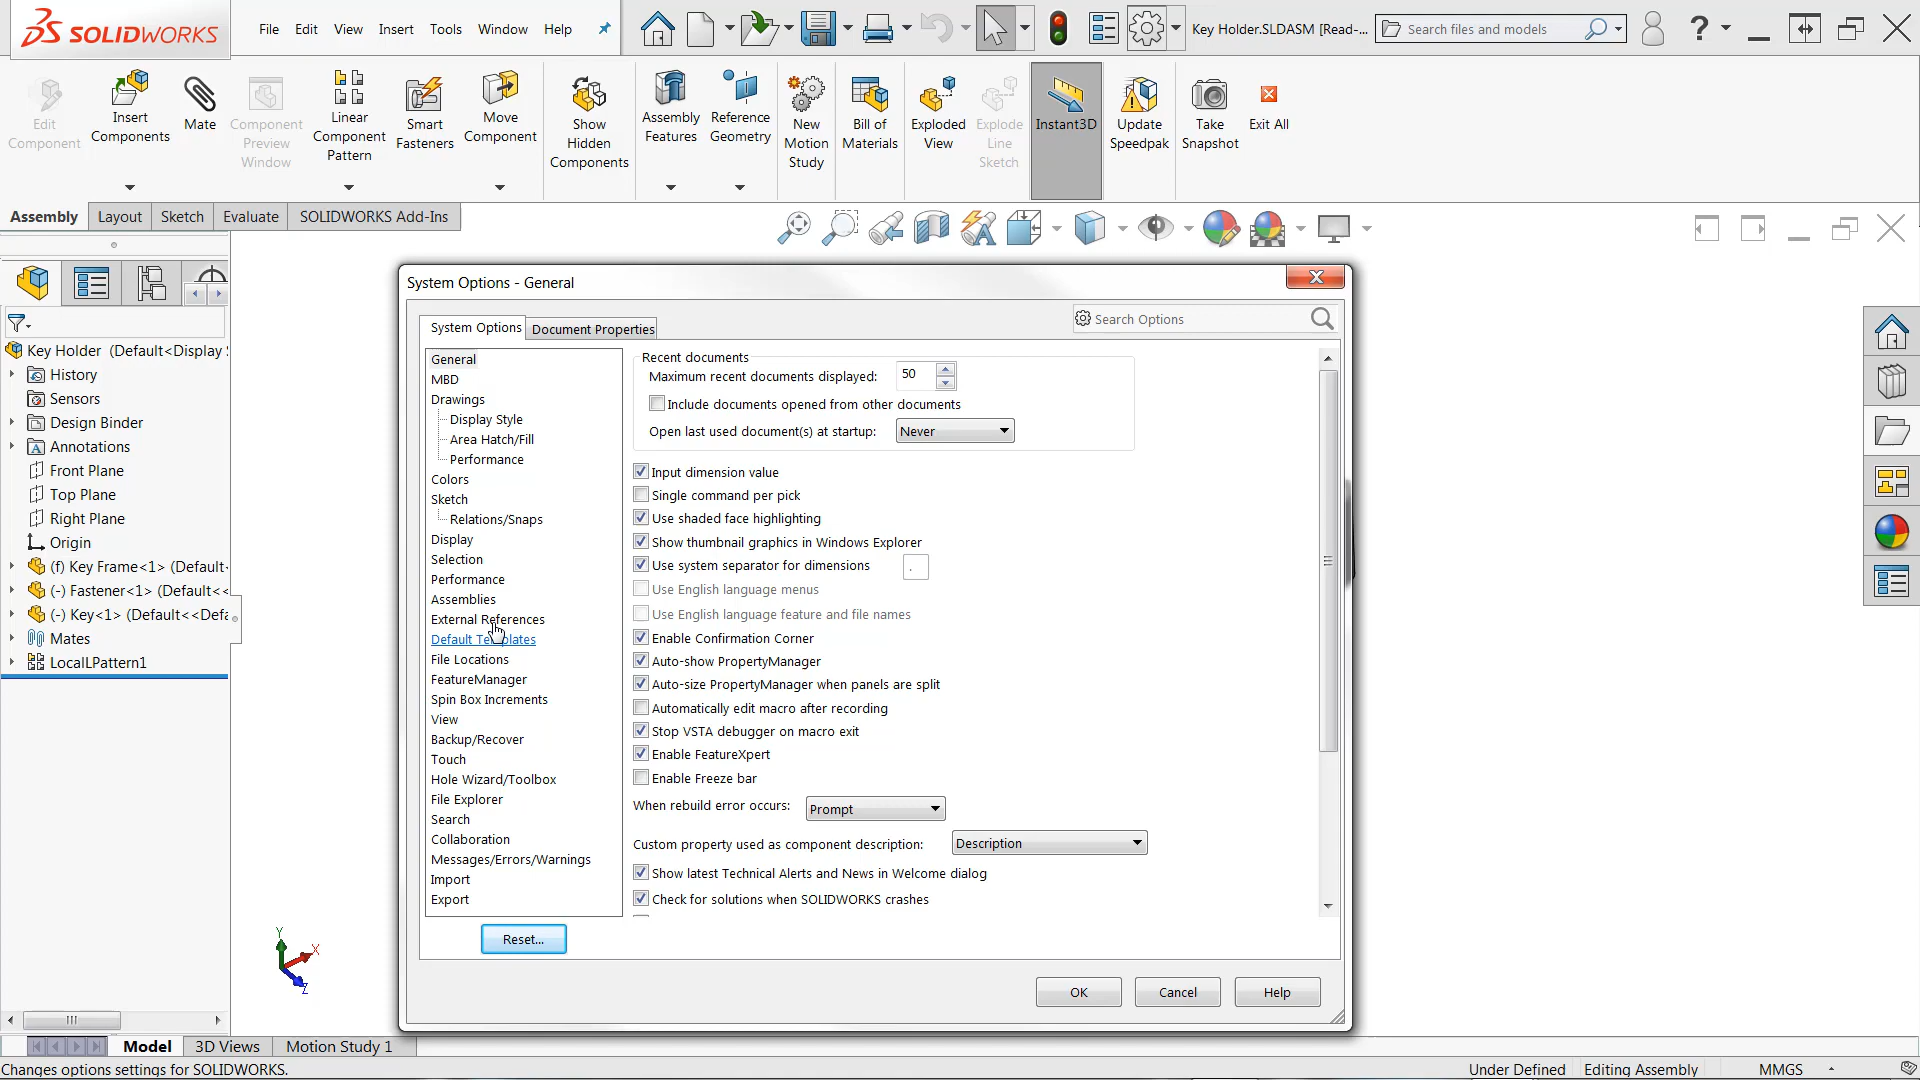 SOLIDWORKS
File Edit View Insert Tools Window Help
Key Holder.SLDASM [Read-...
Search files and models
?
Edit Component
Insert Components
Mate
Component Preview Window
Linear Component Pattern
Smart Fasteners
Move Component
Show Hidden Components
Assembly Features
Reference Geometry
New Motion Study
Bill of Materials
Exploded View
Explode Line Sketch
Instant3D
Update Speedpak
Take Snapshot
Exit All
Assembly Layout Sketch Evaluate SOLIDWORKS Add-Ins
Key Holder (Default<Display
History
Sensors
Design Binder
Annotations
Front Plane
Top Plane
Right Plane
Origin
(f) Key Frame<1> (Default
(-) Fastener<1> (Default
(-) Key<1> (Default<<Defa
Mates
LocalLPattern1
System Options - General
System Options Document Properties
Search Options
General
MBD
Drawings
Display Style
Area Hatch/Fill
Performance
Colors
Sketch
Relations/Snaps
Display
Selection
Performance
Assemblies
External References
Default Templates
File Locations
FeatureManager
Spin Box Increments
View
Backup/Recover
Touch
Hole Wizard/Toolbox
File Explorer
Search
Collaboration
Messages/Errors/Warnings
Import
Export
Reset...
Recent documents
Maximum recent documents displayed: 50
Include documents opened from other documents
Open last used document(s) at startup: Never
Input dimension value
Single command per pick
Use shaded face highlighting
Show thumbnail graphics in Windows Explorer
Use system separator for dimensions .
Use English language menus
Use English language feature and file names
Enable Confirmation Corner
Auto-show PropertyManager
Auto-size PropertyManager when panels are split
Automatically edit macro after recording
Stop VSTA debugger on macro exit
Enable FeatureXpert
Enable Freeze bar
When rebuild error occurs: Prompt
Custom property used as component description: Description
Show latest Technical Alerts and News in Welcome dialog
Check for solutions when SOLIDWORKS crashes
OK Cancel Help
Y
X
Z
Model 3D Views Motion Study 1
Changes options settings for SOLIDWORKS.
Under Defined Editing Assembly MMGS